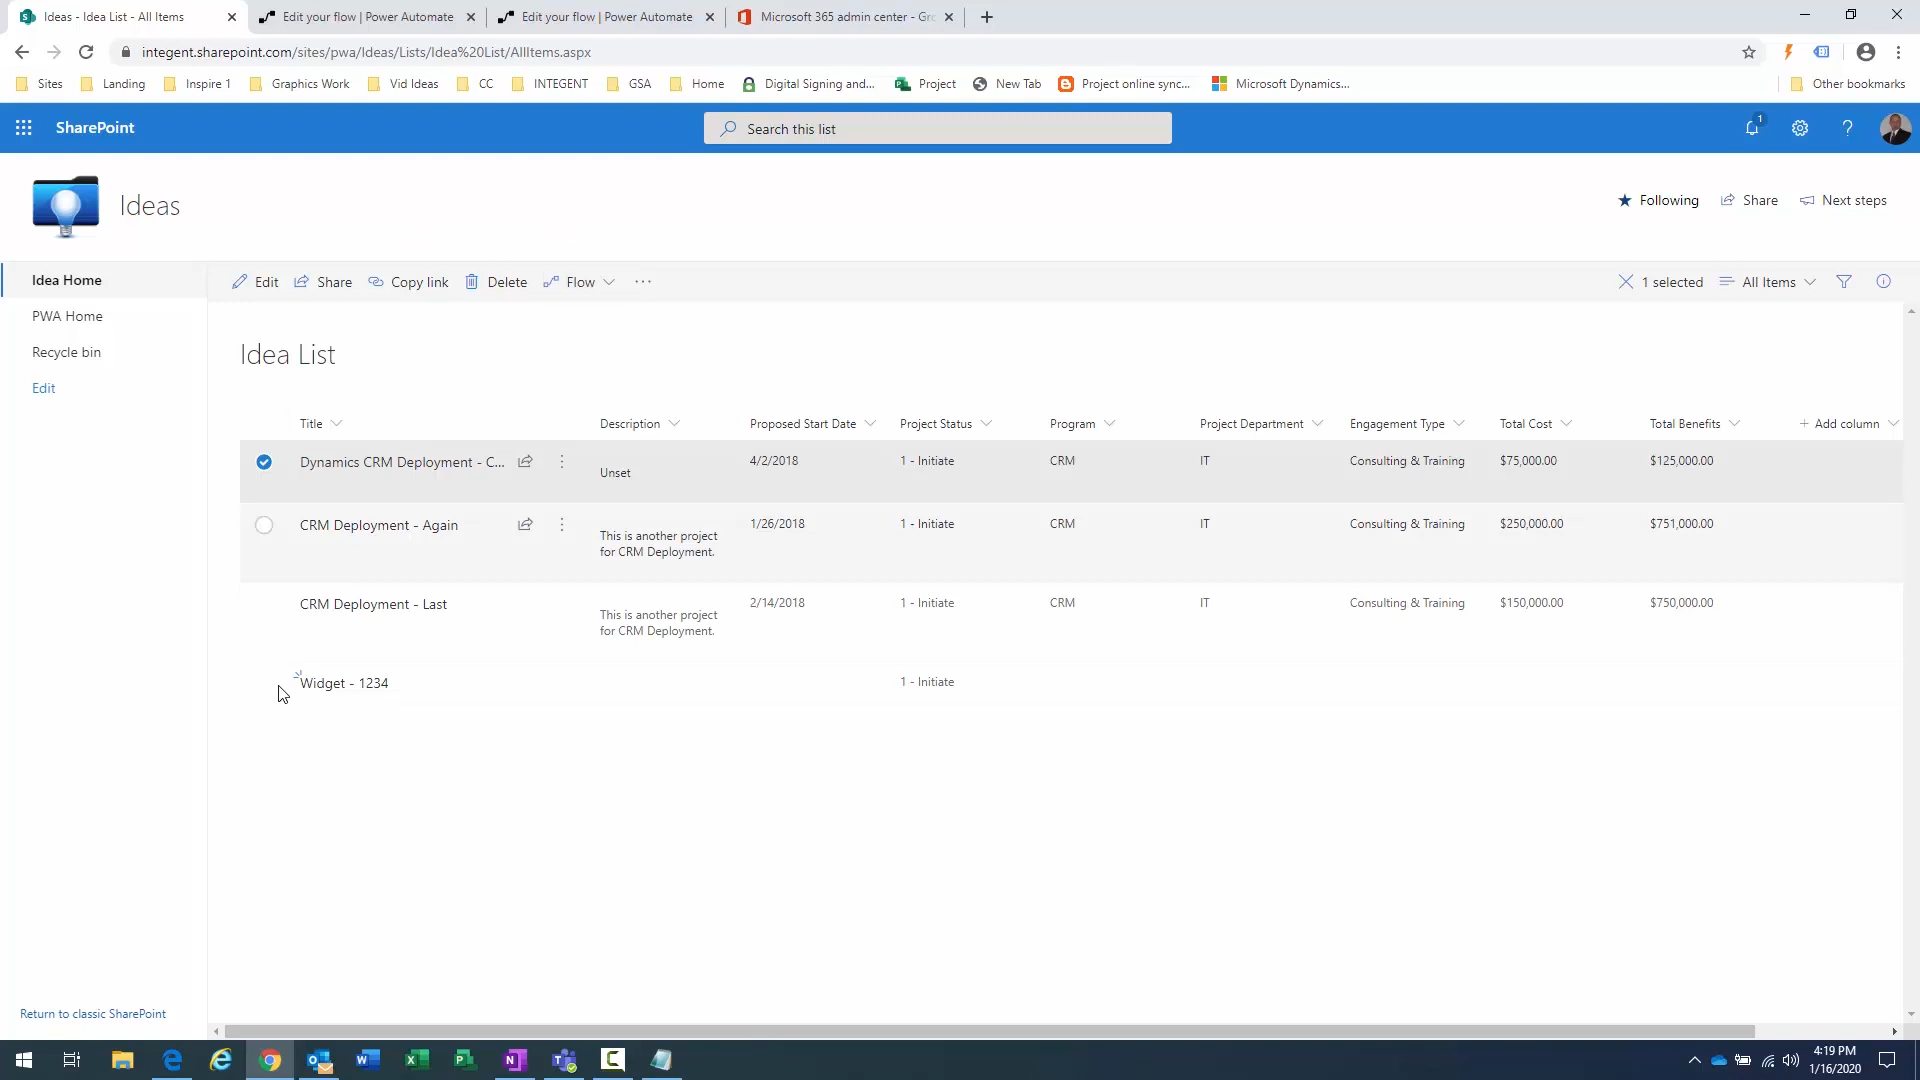 Ideas - Idea List - All Items
Edit your flow | Power Automate
Edit your flow | Power Automate
Microsoft 365 admin center - Gro
integent.sharepoint.com/sites/pwa/Ideas/Lists/Idea%20List/AllItems.aspx
Sites Landing Inspire 1 Graphics Work Vid Ideas CC INTEGENT GSA Home Digital Signing and... Project New Tab Project online sync... Microsoft Dynamics... Other bookmarks
SharePoint
Search this list
1
Ideas
Following Share Next steps
Idea Home
PWA Home
Recycle bin
Edit
Edit Share Copy link Delete Flow ···
1 selected All Items
Idea List
Title Description Proposed Start Date Project Status Program Project Department Engagement Type Total Cost Total Benefits + Add column
Dynamics CRM Deployment - C... Unset 4/2/2018 1 - Initiate CRM IT Consulting & Training $75,000.00 $125,000.00
CRM Deployment - Again 1/26/2018 1 - Initiate CRM IT Consulting & Training $250,000.00 $751,000.00
This is another project
for CRM Deployment.
CRM Deployment - Last 2/14/2018 1 - Initiate CRM IT Consulting & Training $150,000.00 $750,000.00
This is another project
for CRM Deployment.
Widget - 1234 1 - Initiate
Return to classic SharePoint
4:19 PM
1/16/2020